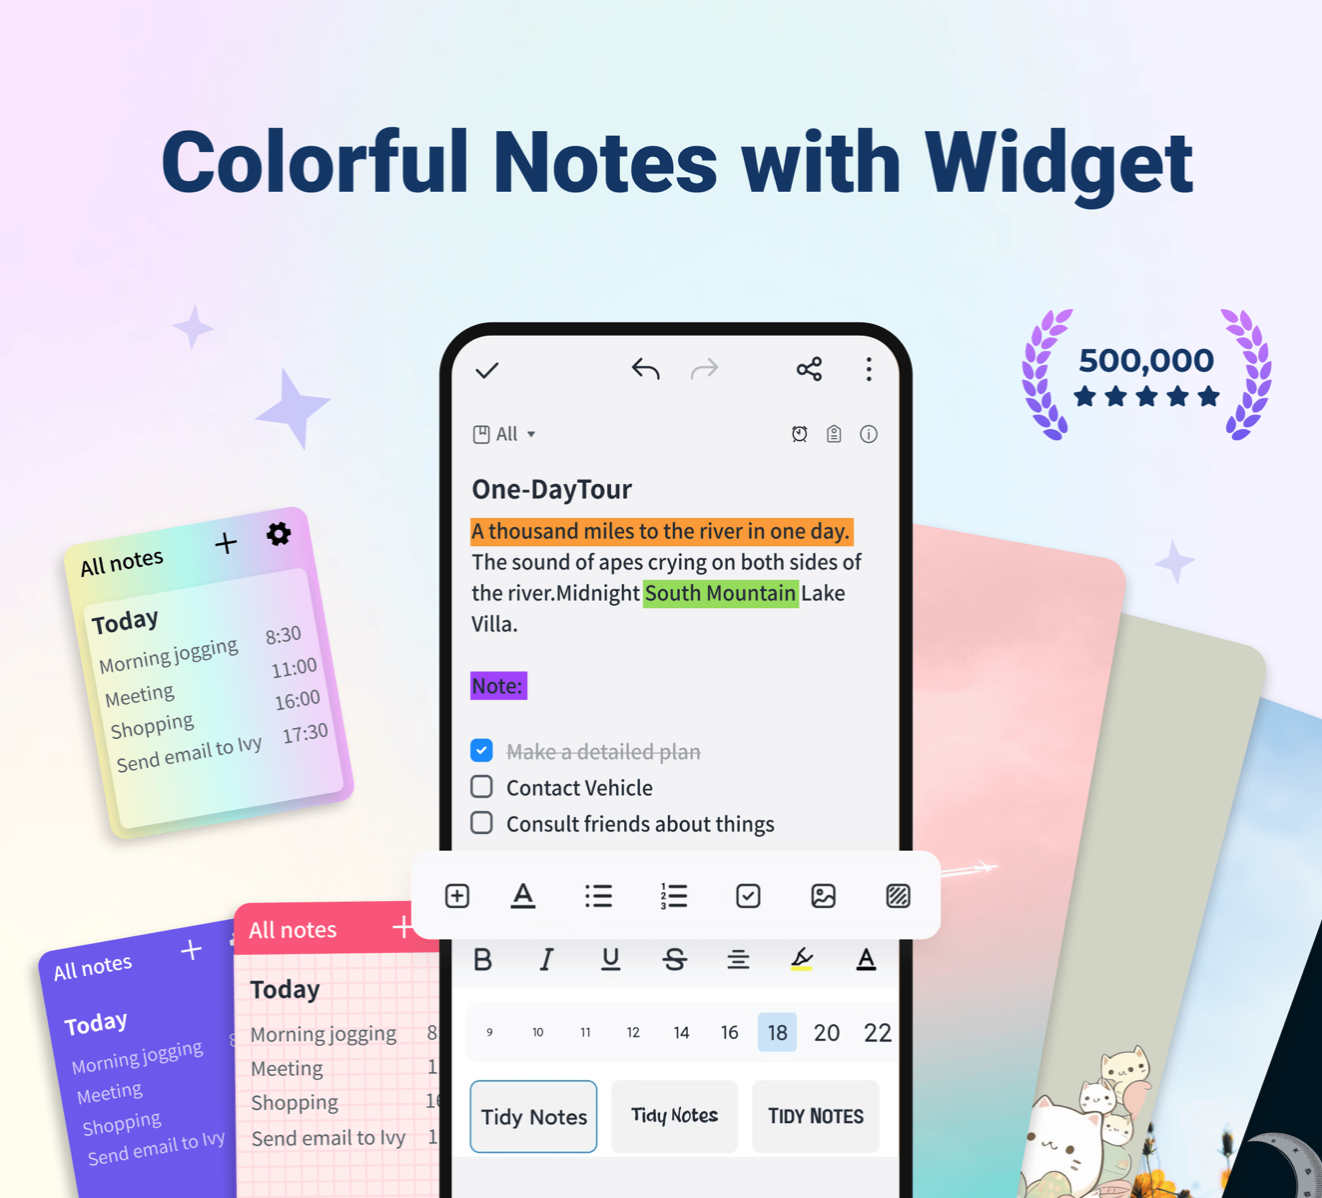 Colorful Notes with Widget
500,000
All
One-DayTour
A thousand miles to the river in one day.
The sound of apes crying on both sides of
the river.Midnight South Mountain Lake
Villa.
Note:
Make a detailed plan
Contact Vehicle
Consult friends about things
B I U S A
9 10 11 12 14 16 18 20 22
Tidy Notes Tidy Notes TIDY NOTES
All notes
Today
Morning jogging 8:30
Meeting 11:00
Shopping 16:00
Send email to Ivy 17:30
All notes
Today
Morning jogging 8
Meeting
Shopping
Send email to Ivy
All notes
Today
Morning jogging 8
Meeting 1
Shopping 16
Send email to Ivy 1